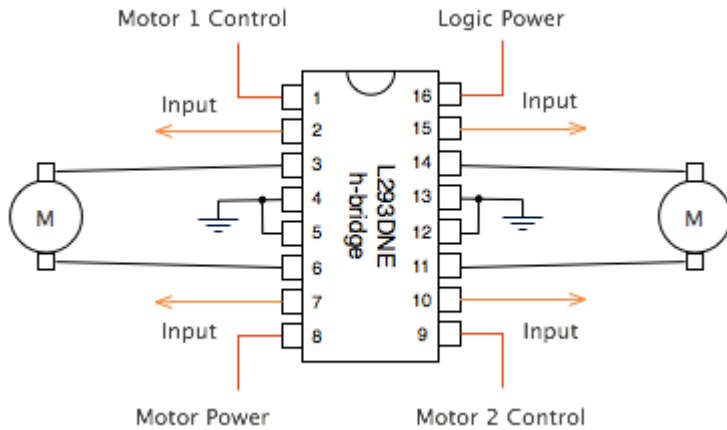 Motor 1 Control
Logic Power
Input
Input
1
16
2
15
3
14
M
4
L293DNE
h-bridge
13
M
5
12
6
11
7
10
Input
Input
8
9
Motor Power
Motor 2 Control